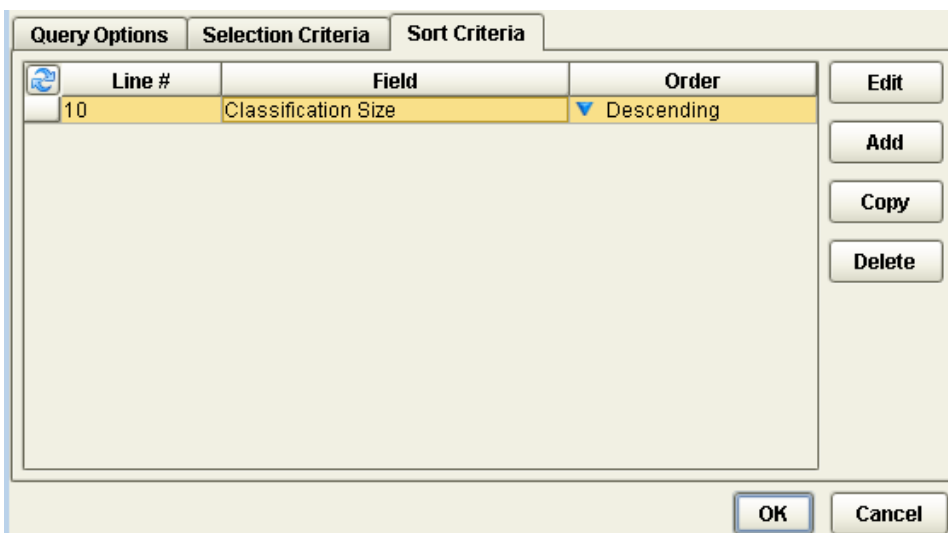 Query Options Selection Criteria Sort Criteria
Line # Field Order
10 Classification Size Descending
Edit
Add
Copy
Delete
OK Cancel